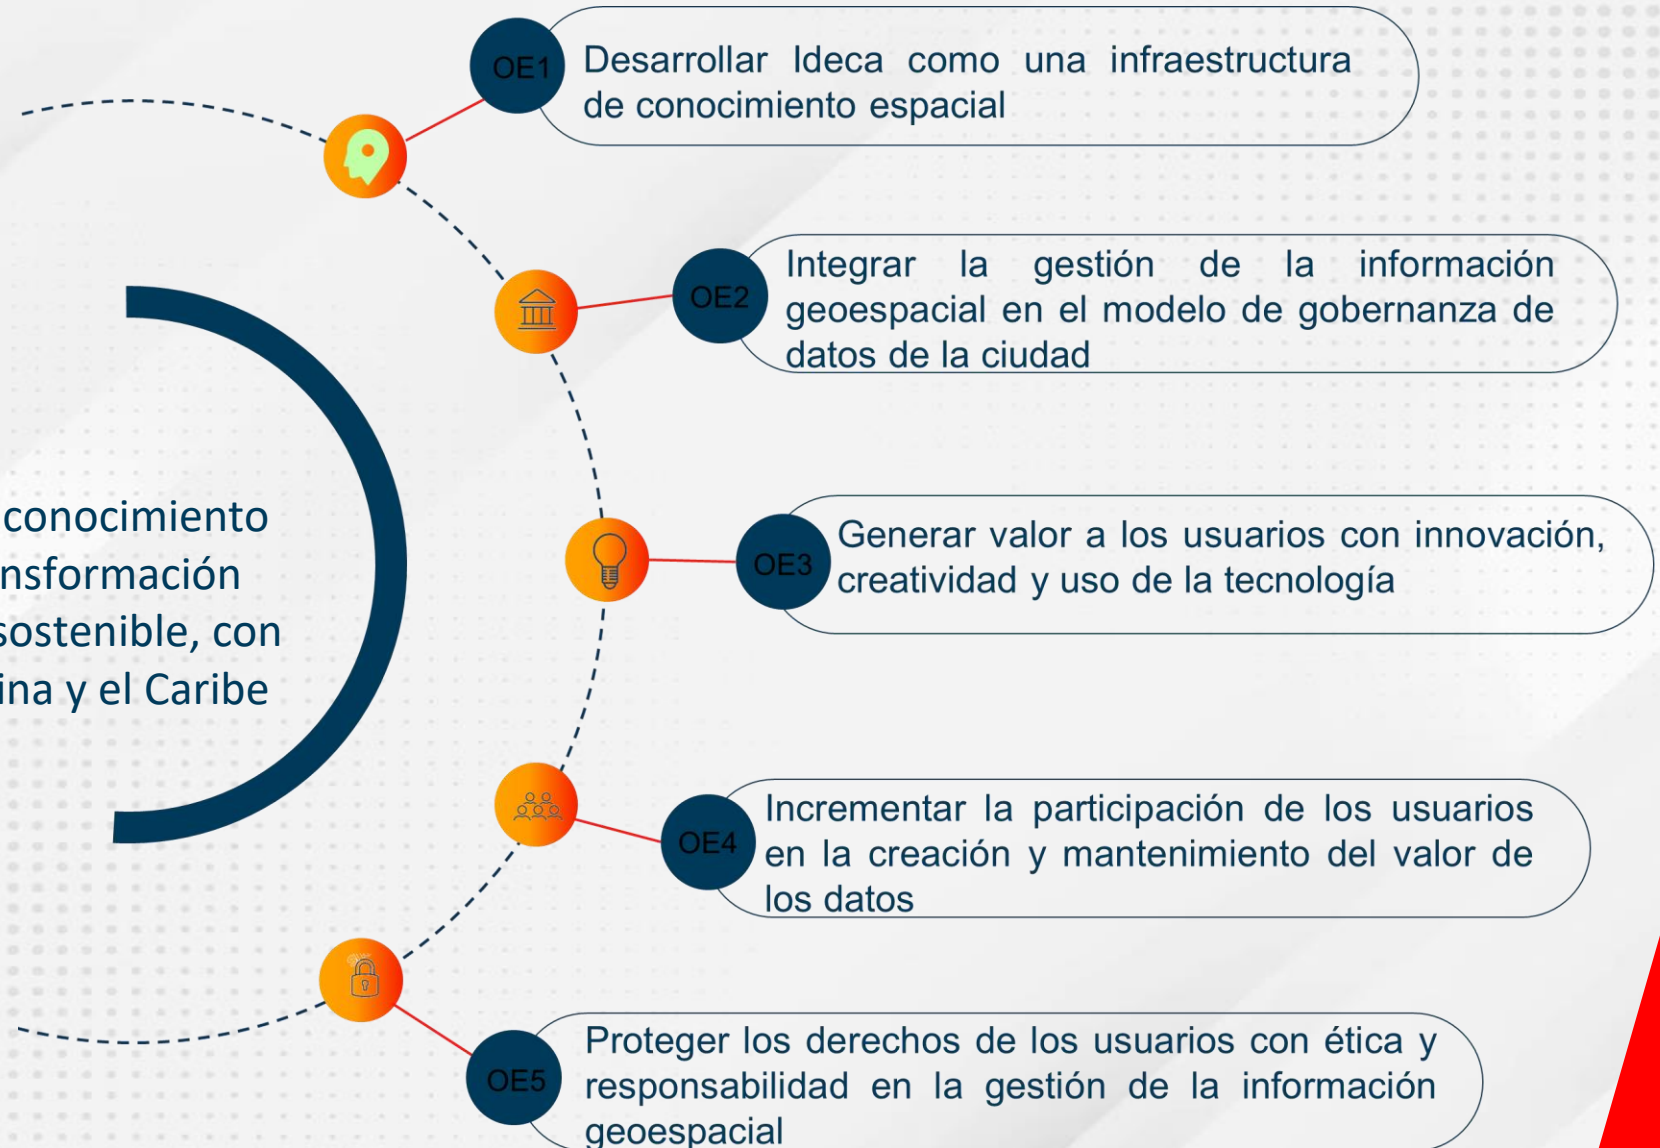 OE1
Desarrollar Ideca como una infraestructura
de conocimiento espacial
OE2
Integrar la gestión de la información
geoespacial en el modelo de gobernanza de
datos de la ciudad
conocimiento
nsformación
sostenible, con
ina y el Caribe
OE3
Generar valor a los usuarios con innovación,
creatividad y uso de la tecnología
OE4
Incrementar la participación de los usuarios
en la creación y mantenimiento del valor de
los datos
OE5
Proteger los derechos de los usuarios con ética y
responsabilidad en la gestión de la información
geoespacial